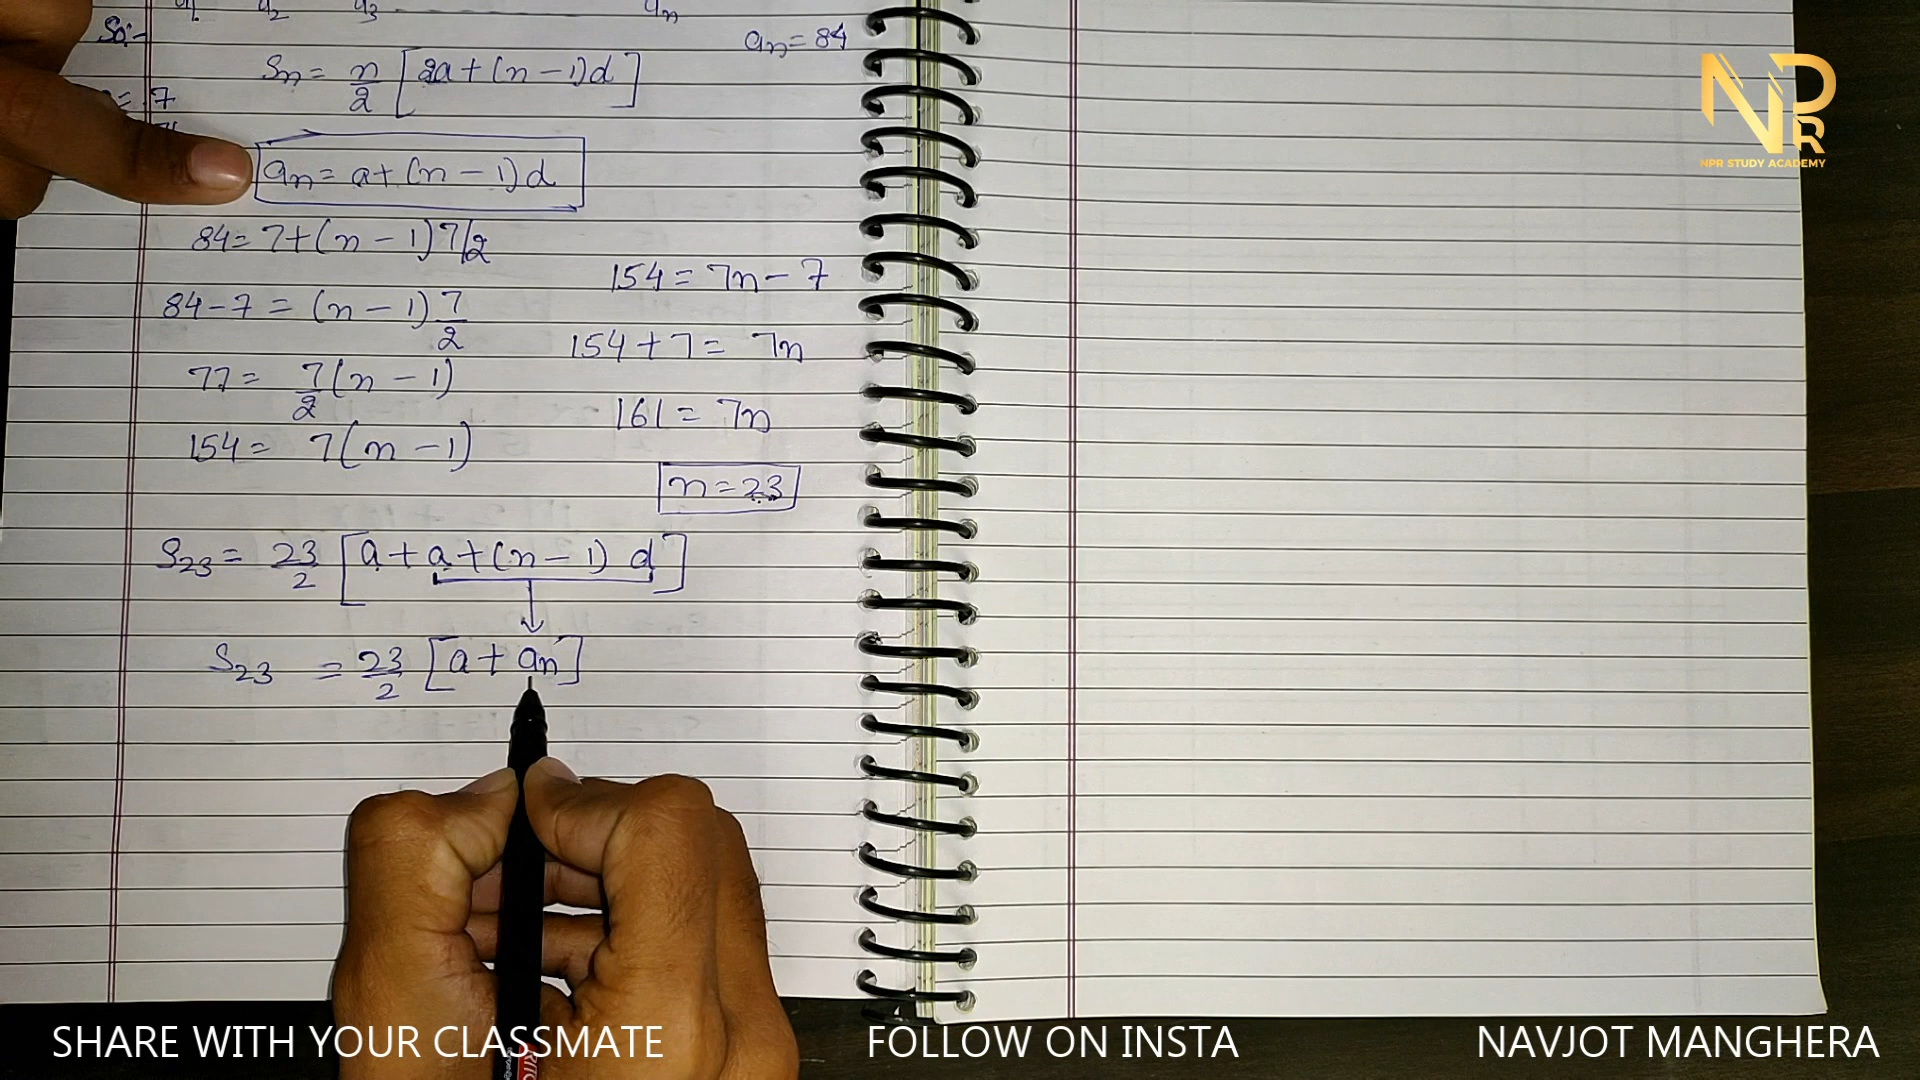 a₂ a₃ aₙ
So:-
aₙ = 84
Sₙ = n/2 [2a + (n - 1)d]
= 7
aₙ = a + (n - 1)d
84 = 7 + (n - 1)7/2
84 - 7 = (n - 1) 7/2
77 = 7/2 (n - 1)
154 = 7(n - 1)
154 = 7n - 7
154 + 7 = 7n
161 = 7n
n = 23
S₂₃ = 23/2 [a + a + (n - 1) d]
S₂₃ = 23/2 [a + aₙ]
NPR
NPR STUDY ACADEMY
SHARE WITH YOUR CLASSMATE FOLLOW ON INSTA NAVJOT MANGHERA